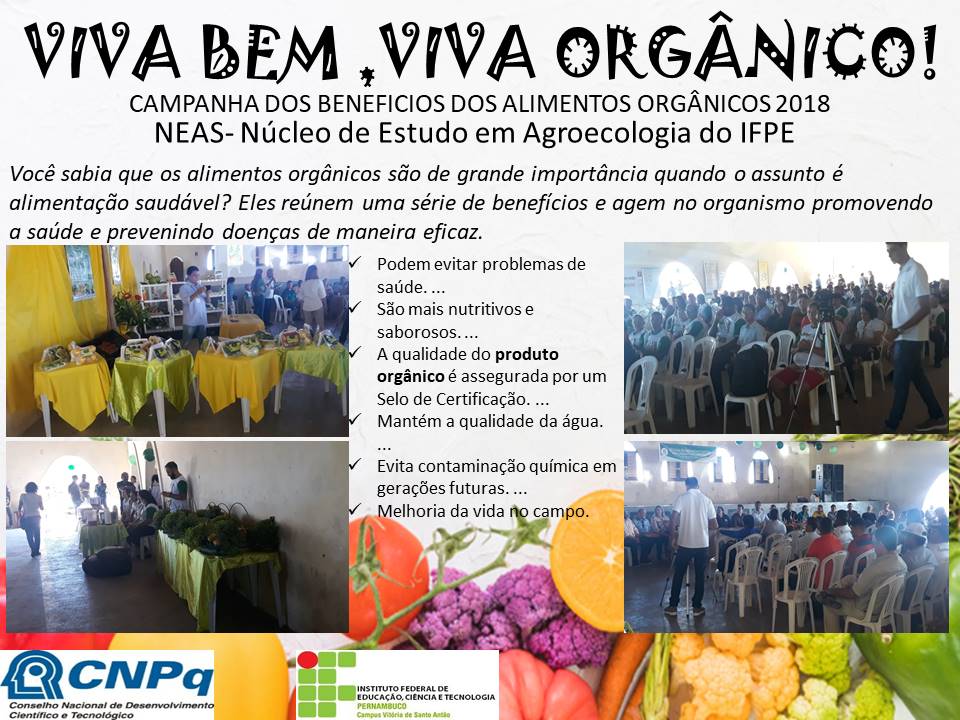 VIVA BEM ,VIVA ORGÂNICO!
CAMPANHA DOS BENEFICIOS DOS ALIMENTOS ORGÂNICOS 2018
NEAS- Núcleo de Estudo em Agroecologia do IFPE
Você sabia que os alimentos orgânicos são de grande importância quando o assunto é
alimentação saudável? Eles reúnem uma série de benefícios e agem no organismo promovendo
a saúde e prevenindo doenças de maneira eficaz.
✓ Podem evitar problemas de
saúde. ...
✓ São mais nutritivos e
saborosos. ...
✓ A qualidade do produto
orgânico é assegurada por um
Selo de Certificação. ...
✓ Mantém a qualidade da água.
...
✓ Evita contaminação química em
gerações futuras. ...
✓ Melhoria da vida no campo.
CNPq
Conselho Nacional de Desenvolvimento
Científico e Tecnológico
INSTITUTO FEDERAL DE
EDUCAÇÃO, CIÊNCIA E TECNOLOGIA
PERNAMBUCO
Campus Vitória de Santo Antão